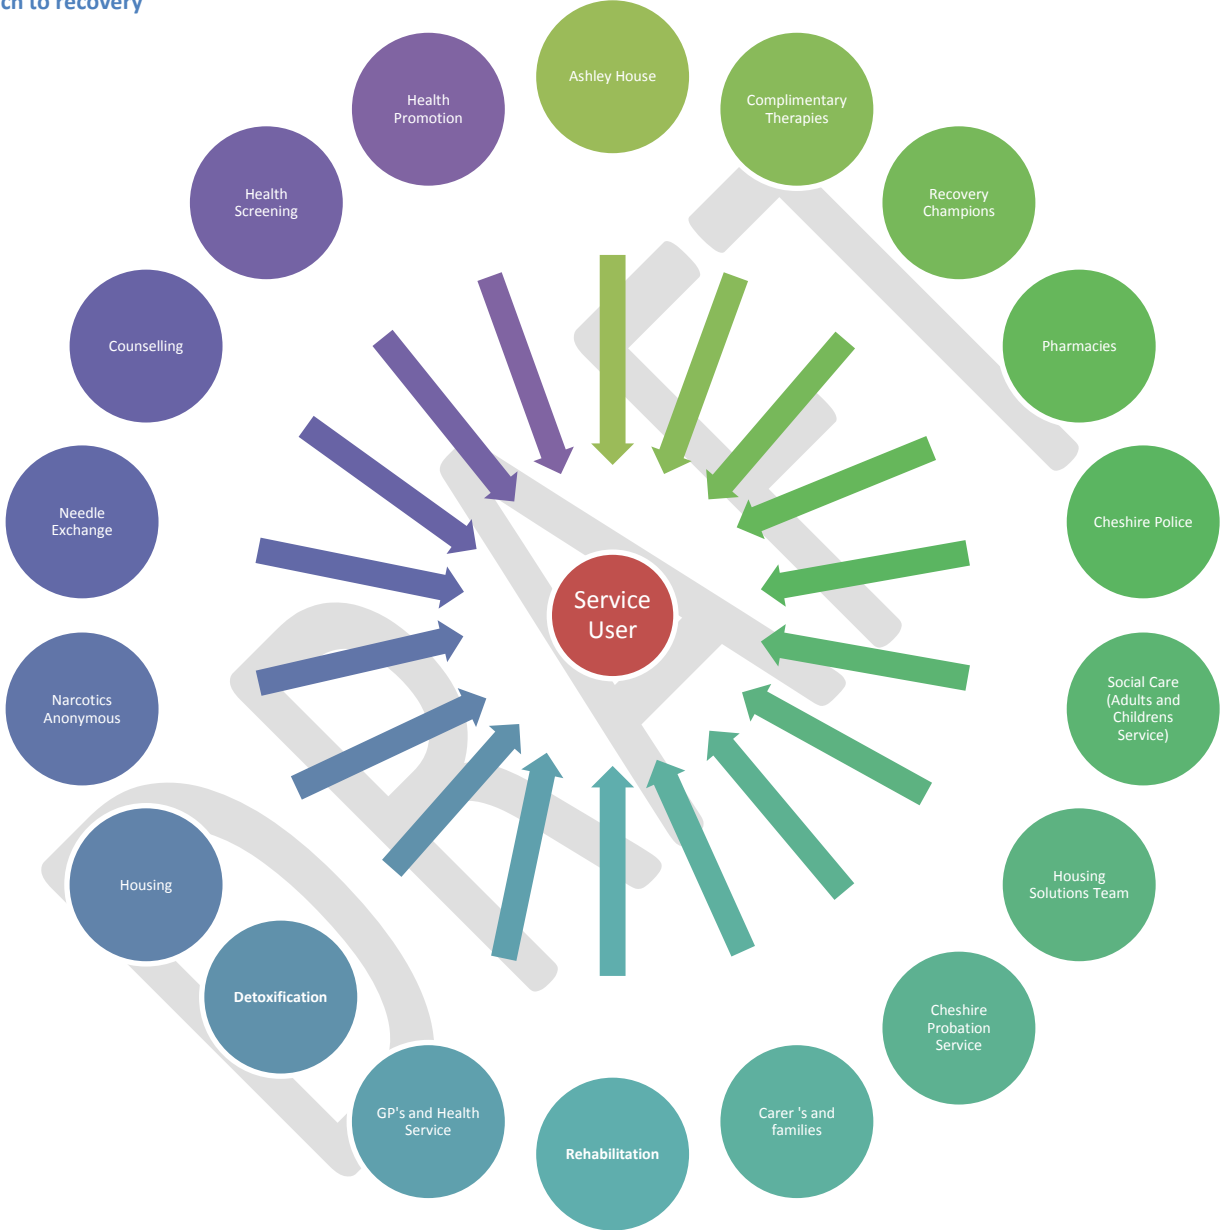 ch to recovery
Ashley House
Complimentary
Therapies
Recovery
Champions
Pharmacies
Cheshire Police
Social Care
(Adults and
Childrens
Service)
Housing
Solutions Team
Cheshire
Probation
Service
Carer 's and
families
Rehabilitation
GP's and Health
Service
Detoxification
Housing
Narcotics
Anonymous
Needle
Exchange
Counselling
Health
Screening
Health
Promotion
Service
User
DRAFT